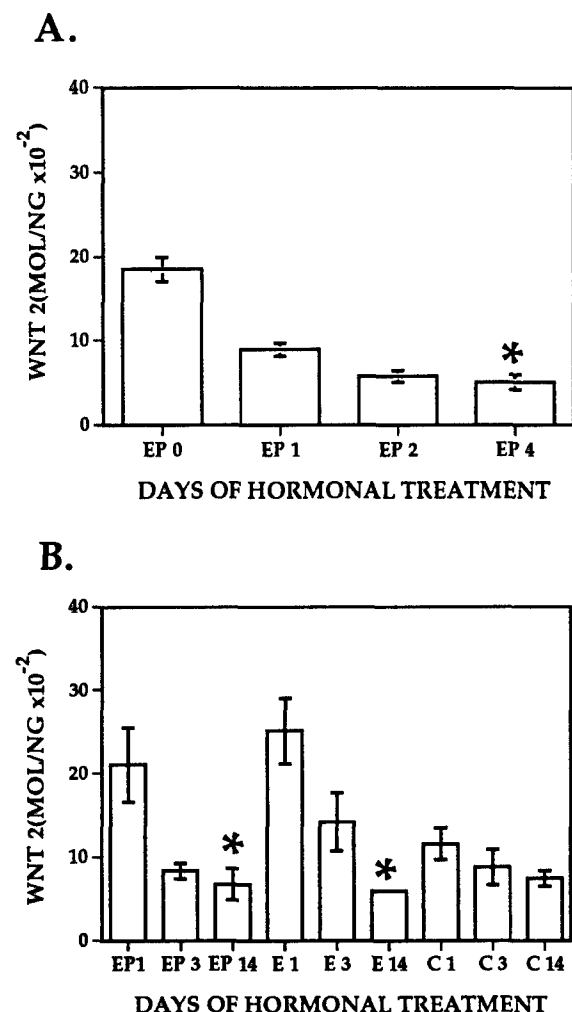 A.
WNT 2(MOL/NG x10-2)
40
30
20
10
0
*
EP 0 EP 1 EP 2 EP 4
DAYS OF HORMONAL TREATMENT
B.
WNT 2(MOL/NG x10-2)
40
30
20
10
0
* *
EP1 EP 3 EP 14 E 1 E 3 E 14 C 1 C 3 C 14
DAYS OF HORMONAL TREATMENT